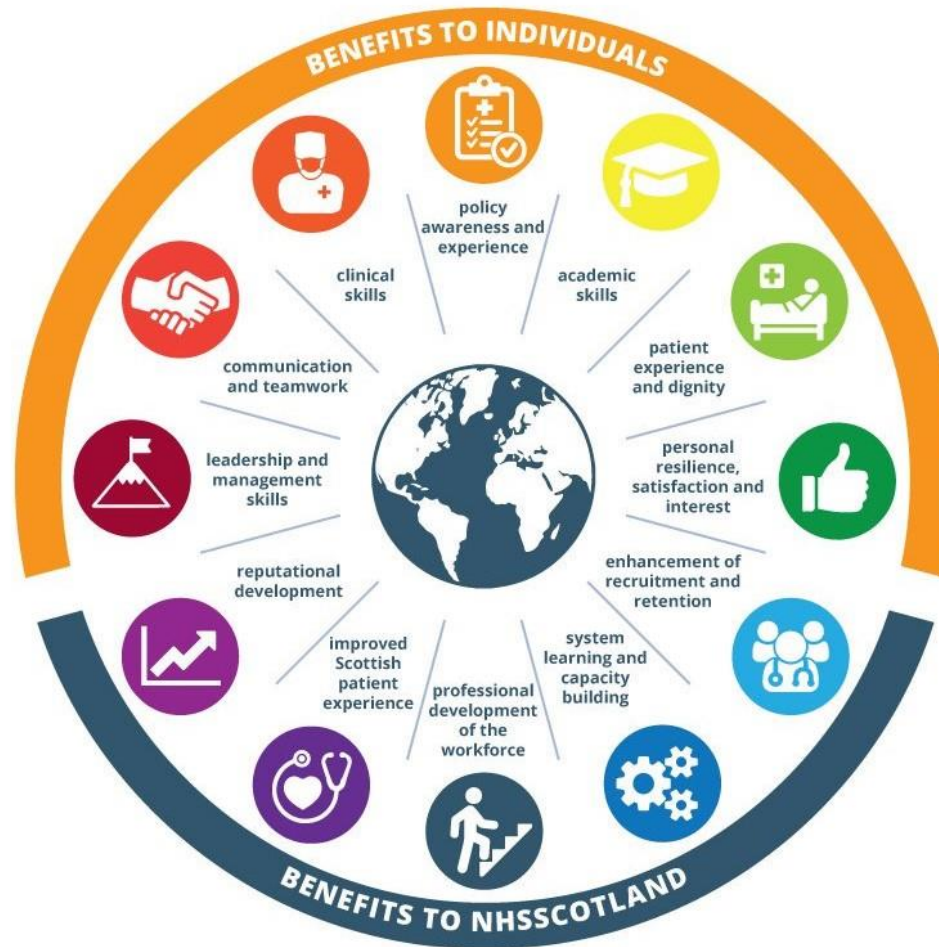 BENEFITS TO INDIVIDUALS
policy
awareness and
experience
academic
skills
patient
experience
and dignity
personal
resilience,
satisfaction and
interest
enhancement of
recruitment and
retention
system
learning and
capacity
building
professional
development
of the
workforce
improved
Scottish
patient
experience
reputational
development
leadership and
management
skills
communication
and teamwork
clinical
skills
BENEFITS TO NHSSCOTLAND